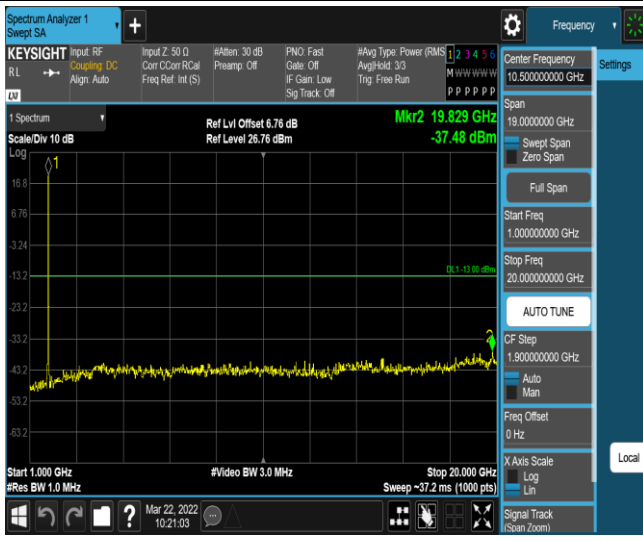 Spectrum Analyzer 1
Swept SA
Frequency
KEYSIGHT
Input: RF
Coupling: DC
Align: Auto
Input Z: 50 Ω
Corr CCorr RCal
Freq Ref: Int (S)
#Atten: 30 dB
Preamp: Off
PNO: Fast
Gate: Off
IF Gain: Low
Sig Track: Off
#Avg Type: Power (RMS
Avg|Hold: 3/3
Trig: Free Run
1 2 3 4 5 6
M W W W W W
P P P P P P
R L
LXI
1 Spectrum
Scale/Div 10 dB
Log
Ref Lvl Offset 6.76 dB
Ref Level 26.76 dBm
Mkr2 19.829 GHz
-37.48 dBm
1
16.8
6.76
-3.24
-13.2
DL1 -13.00 dBm
-23.2
-33.2
2
-43.2
-53.2
-63.2
Start 1.000 GHz
#Res BW 1.0 MHz
#Video BW 3.0 MHz
Stop 20.000 GHz
Sweep ~37.2 ms (1000 pts)
Mar 22, 2022
10:21:03
?
Center Frequency
10.500000000 GHz
Span
19.0000000 GHz
Swept Span
Zero Span
Full Span
Start Freq
1.000000000 GHz
Stop Freq
20.000000000 GHz
AUTO TUNE
CF Step
1.900000000 GHz
Auto
Man
Freq Offset
0 Hz
X Axis Scale
Log
Lin
Signal Track
(Span Zoom)
Settings
Local